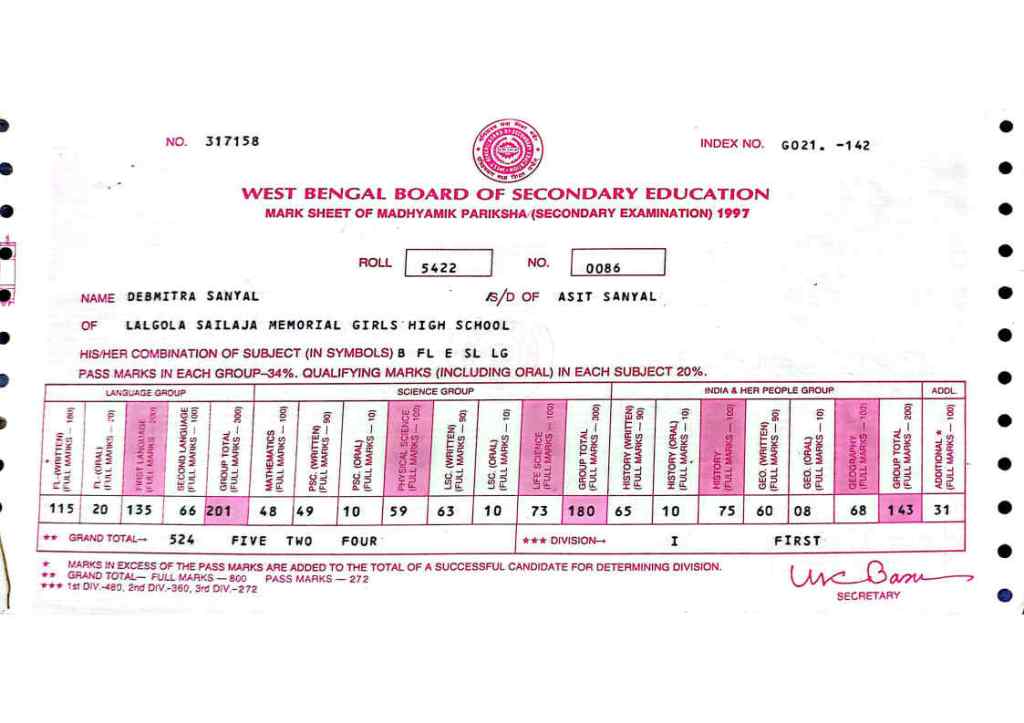 NO. 317158
INDEX NO. G021. -142
WEST BENGAL BOARD OF SECONDARY EDUCATION
MARK SHEET OF MADHYAMIK PARIKSHA (SECONDARY EXAMINATION) 1997
ROLL 5422 NO. 0086
NAME DEBMITRA SANYAL /S/D OF ASIT SANYAL
OF LALGOLA SAILAJA MEMORIAL GIRLS HIGH SCHOOL
HIS/HER COMBINATION OF SUBJECT (IN SYMBOLS) B FL E SL LG
PASS MARKS IN EACH GROUP–34%. QUALIFYING MARKS (INCLUDING ORAL) IN EACH SUBJECT 20%.
LANGUAGE GROUP SCIENCE GROUP INDIA & HER PEOPLE GROUP ADDL.
* FL-(WRITTEN) (FULL MARKS — 180)
FL-(ORAL) (FULL MARKS — 20)
FIRST LANGUAGE (FULL MARKS — 200)
SECOND LANGUAGE (FULL MARKS — 100)
GROUP TOTAL (FULL MARKS — 300)
MATHEMATICS (FULL MARKS — 100)
PSC. (WRITTEN) (FULL MARKS — 90)
PSC. (ORAL) (FULL MARKS — 10)
PHYSICAL SCIENCE (FULL MARKS — 100)
LSC. (WRITTEN) (FULL MARKS — 90)
LSC. (ORAL) (FULL MARKS — 10)
LIFE SCIENCE (FULL MARKS — 100)
GROUP TOTAL (FULL MARKS — 300)
HISTORY (WRITTEN) (FULL MARKS — 90)
HISTORY (ORAL) (FULL MARKS — 10)
HISTORY (FULL MARKS — 100)
GEO. (WRITTEN) (FULL MARKS — 90)
GEO. (ORAL) (FULL MARKS — 10)
GEOGRAPHY (FULL MARKS — 100)
GROUP TOTAL (FULL MARKS — 200)
ADDITIONAL * (FULL MARKS — 100)
115 20 135 66 201 48 49 10 59 63 10 73 180 65 10 75 60 08 68 143 31
** GRAND TOTAL→ 524 FIVE TWO FOUR *** DIVISION→ I FIRST
* MARKS IN EXCESS OF THE PASS MARKS ARE ADDED TO THE TOTAL OF A SUCCESSFUL CANDIDATE FOR DETERMINING DIVISION.
** GRAND TOTAL— FULL MARKS — 800 PASS MARKS — 272
*** 1st DIV.-480, 2nd DIV.-360, 3rd DIV.-272
SECRETARY